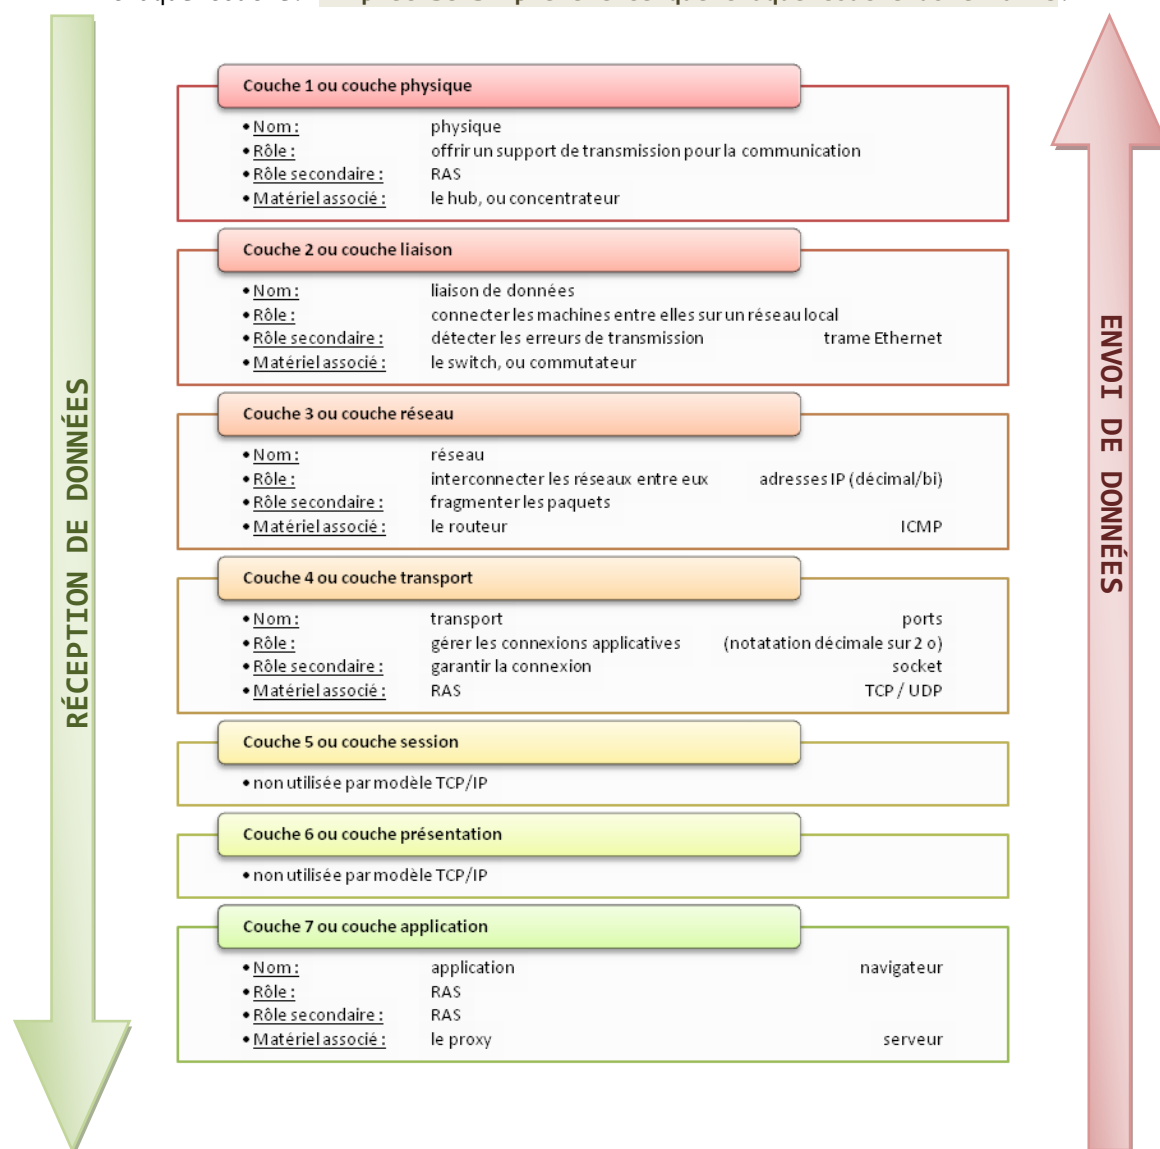 Couche 1 ou couche physique
• Nom : physique
• Rôle : offrir un support de transmission pour la communication
• Rôle secondaire : RAS
• Matériel associé : le hub, ou concentrateur
Couche 2 ou couche liaison
• Nom : liaison de données
• Rôle : connecter les machines entre elles sur un réseau local
• Rôle secondaire : détecter les erreurs de transmission trame Ethernet
• Matériel associé : le switch, ou commutateur
Couche 3 ou couche réseau
• Nom : réseau
• Rôle : interconnecter les réseaux entre eux adresses IP (décimal/bi)
• Rôle secondaire : fragmenter les paquets
• Matériel associé : le routeur ICMP
Couche 4 ou couche transport
• Nom : transport ports
• Rôle : gérer les connexions applicatives (notatation décimale sur 2 o)
• Rôle secondaire : garantir la connexion socket
• Matériel associé : RAS TCP / UDP
Couche 5 ou couche session
• non utilisée par modèle TCP/IP
Couche 6 ou couche présentation
• non utilisée par modèle TCP/IP
Couche 7 ou couche application
• Nom : application navigateur
• Rôle : RAS
• Rôle secondaire : RAS
• Matériel associé : le proxy serveur
RÉCEPTION DE DONNÉES
ENVOI DE DONNÉES